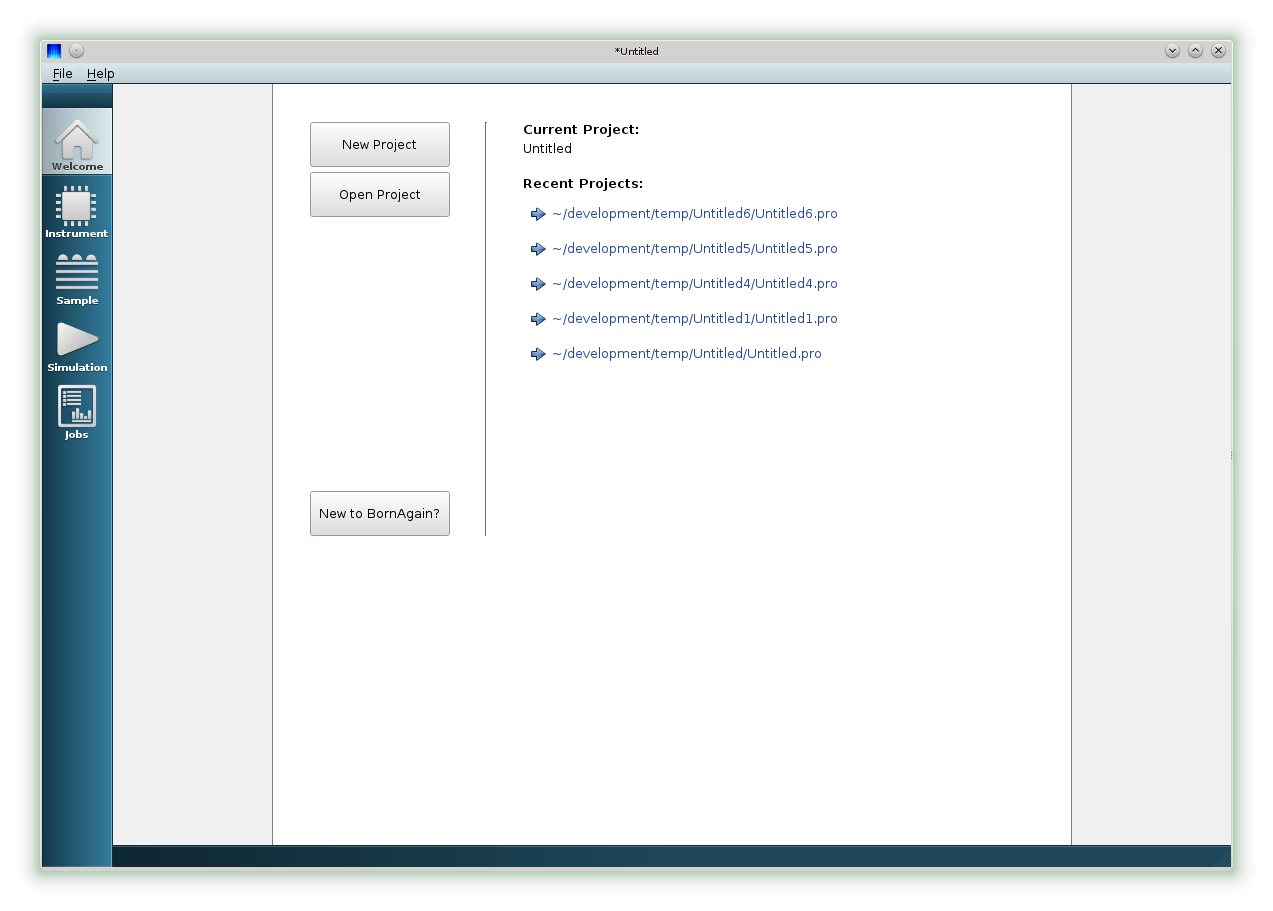 *Untitled
File Help
Welcome
Instrument
Sample
Simulation
Jobs
New Project
Open Project
New to BornAgain?
Current Project:
Untitled
Recent Projects:
~/development/temp/Untitled6/Untitled6.pro
~/development/temp/Untitled5/Untitled5.pro
~/development/temp/Untitled4/Untitled4.pro
~/development/temp/Untitled1/Untitled1.pro
~/development/temp/Untitled/Untitled.pro